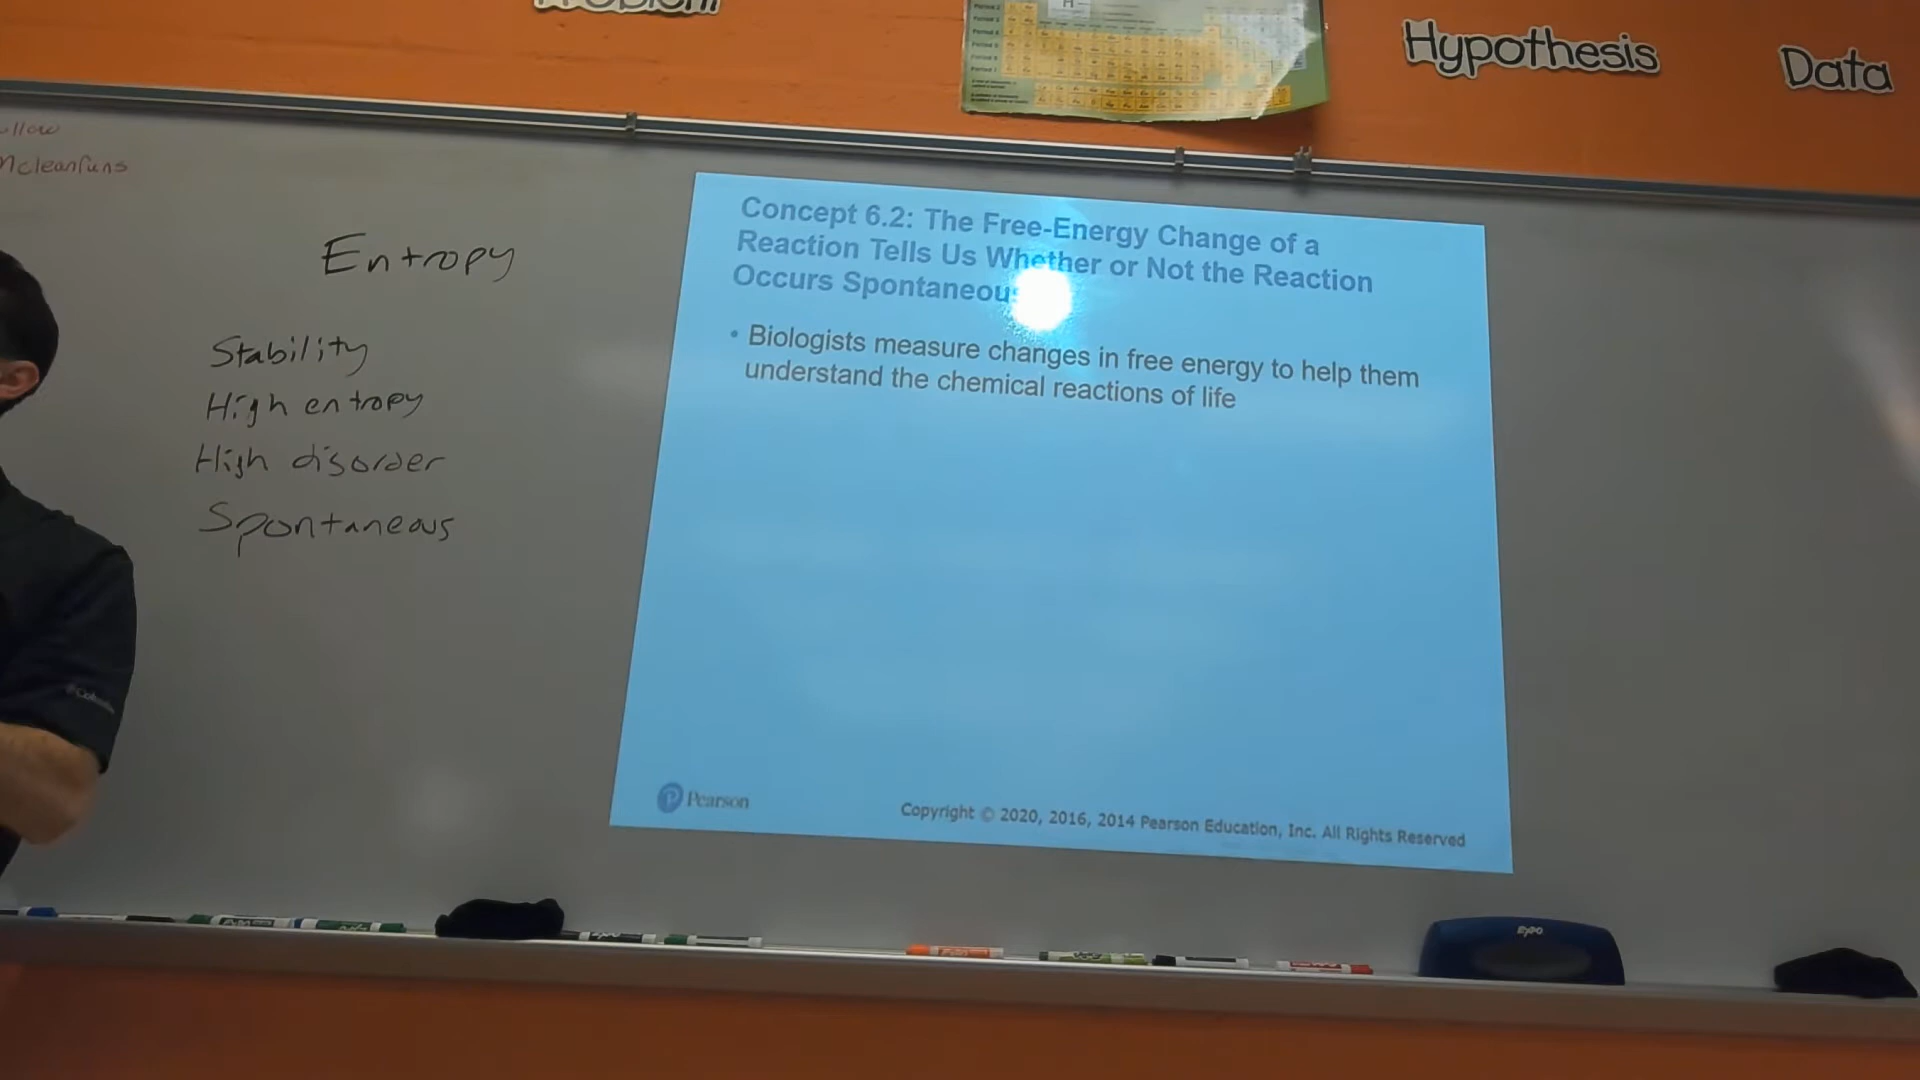 Problem
Hypothesis
Data
Mcleanfuns
Entropy
Stability
High entropy
High disorder
Spontaneous
Concept 6.2: The Free-Energy Change of a
Reaction Tells Us Whether or Not the Reaction
Occurs
• Biologists measure changes in free energy to help them
understand the chemical reactions of life
Pearson
Copyright © 2020, 2016, 2014 Pearson Education, Inc. All Rights Reserved
Columbia
Expo